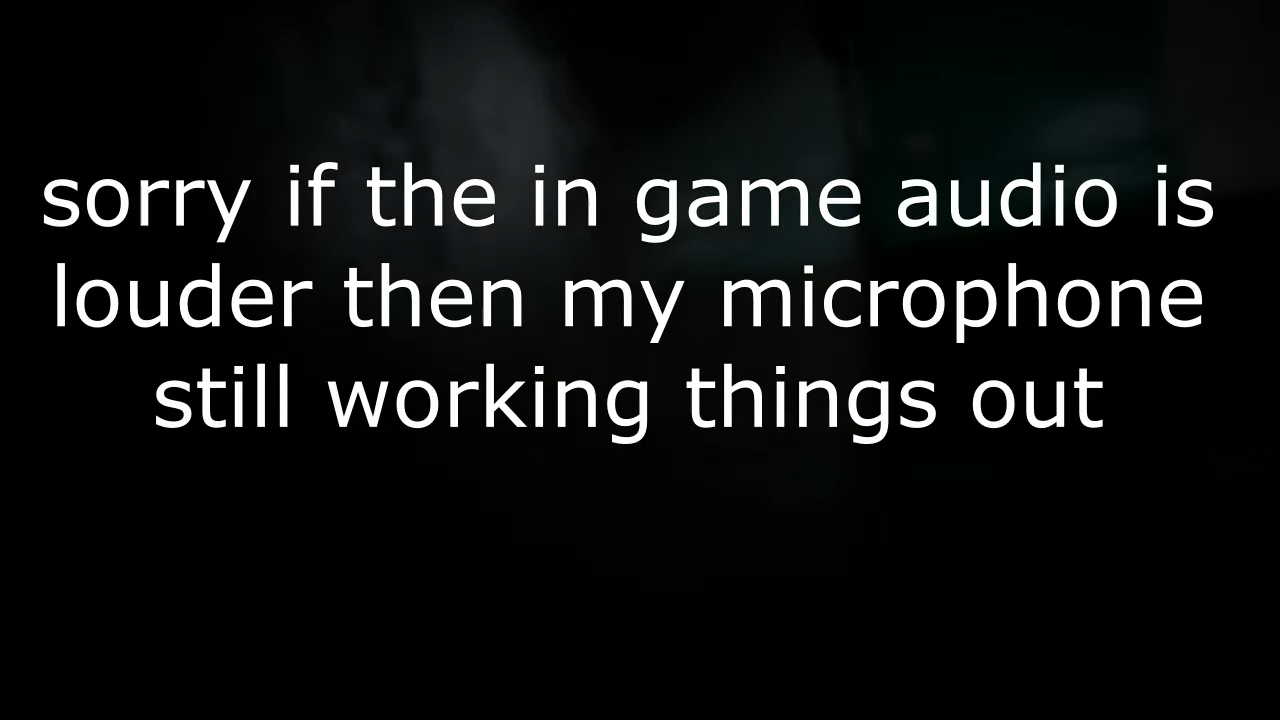 sorry if the in game audio is
louder then my microphone
still working things out